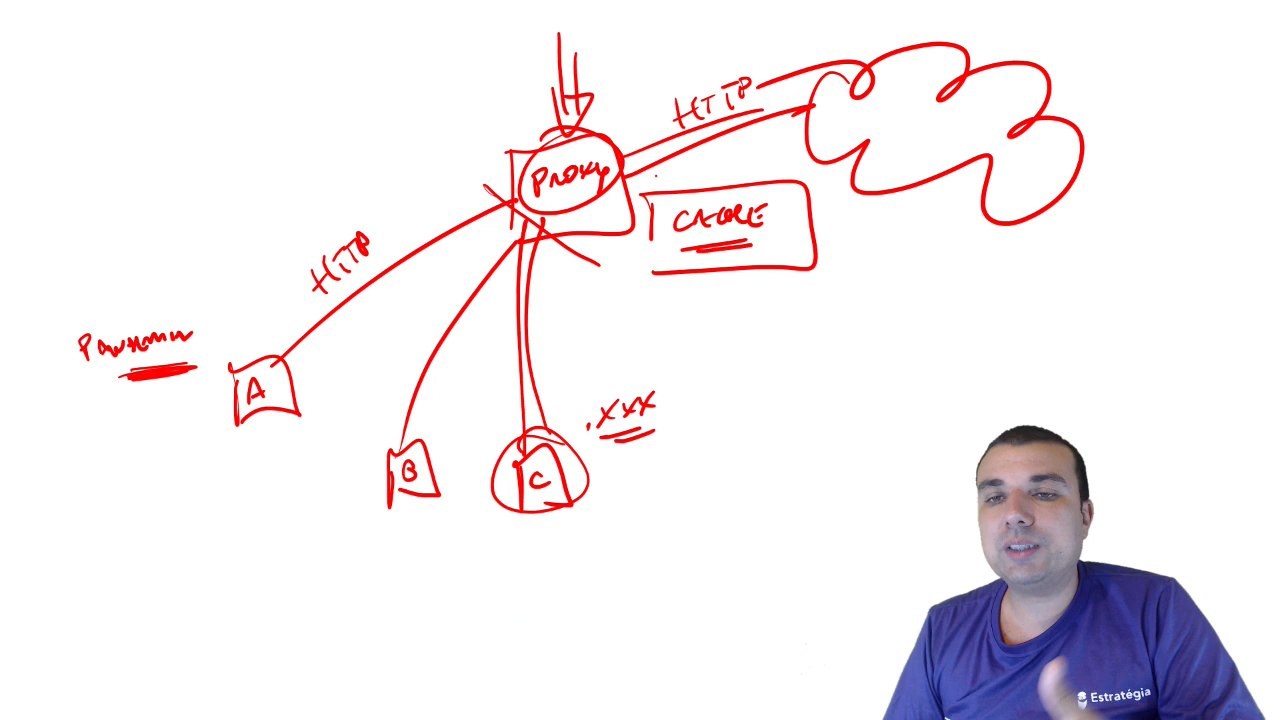 HTTP
Proxy
CACHE
HTTP
A
.xxx
B
C
Estratégia